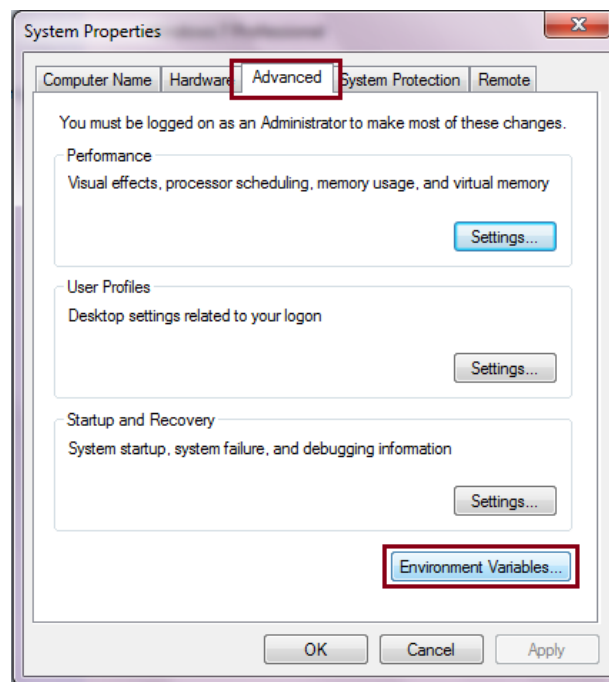 System Properties
Computer Name Hardware Advanced System Protection Remote
You must be logged on as an Administrator to make most of these changes.
Performance
Visual effects, processor scheduling, memory usage, and virtual memory
Settings...
User Profiles
Desktop settings related to your logon
Settings...
Startup and Recovery
System startup, system failure, and debugging information
Settings...
Environment Variables...
OK Cancel Apply